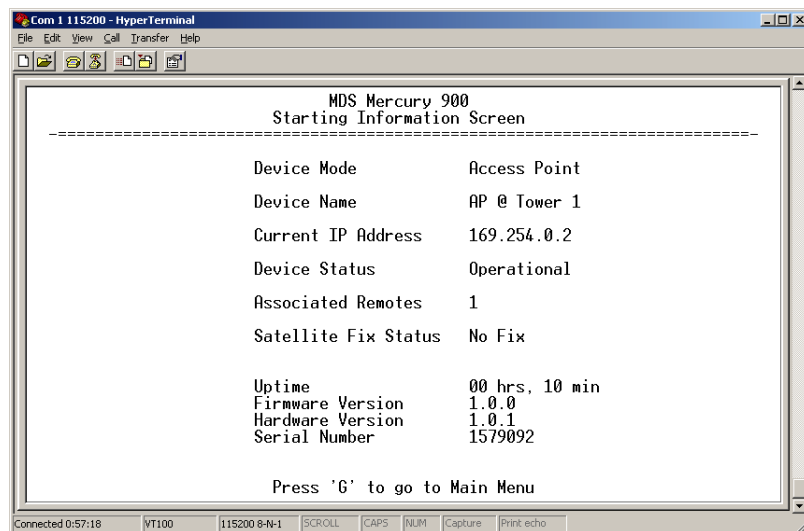 Com 1 115200 - HyperTerminal
File Edit View Call Transfer Help
MDS Mercury 900
Starting Information Screen
-==========================================================================-
Device Mode Access Point
Device Name AP @ Tower 1
Current IP Address 169.254.0.2
Device Status Operational
Associated Remotes 1
Satellite Fix Status No Fix
Uptime 00 hrs, 10 min
Firmware Version 1.0.0
Hardware Version 1.0.1
Serial Number 1579092
Press 'G' to go to Main Menu
Connected 0:57:18 VT100 115200 8-N-1 SCROLL CAPS NUM Capture Print echo